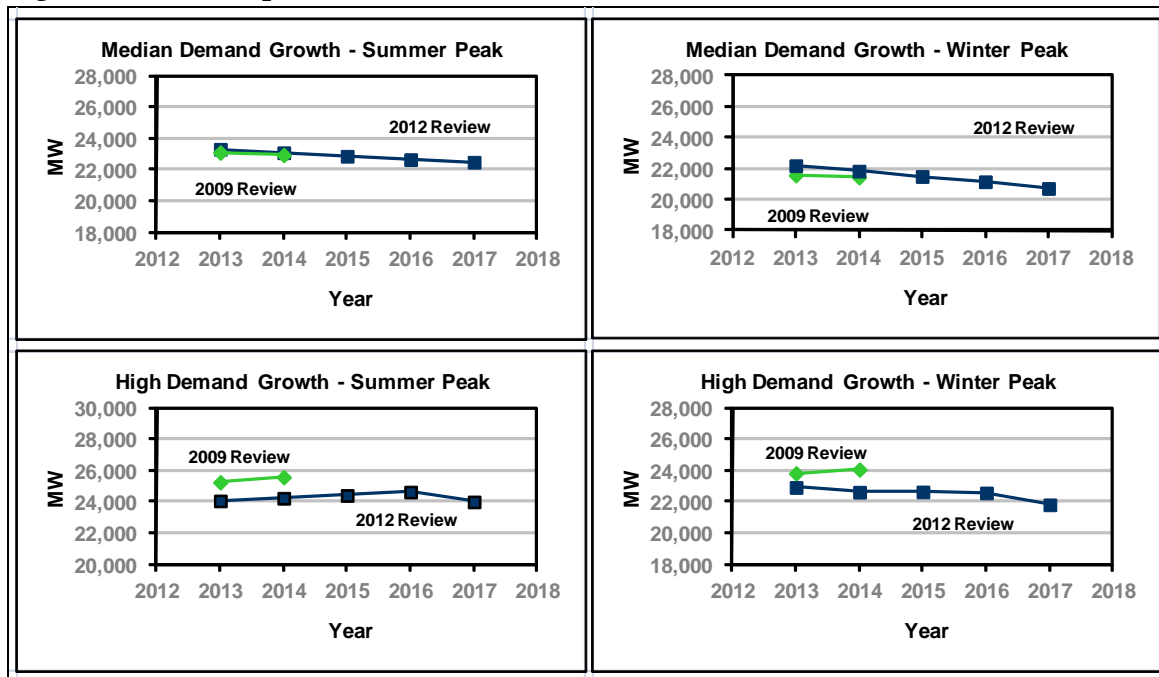 Median Demand Growth - Summer Peak
28,000
26,000
24,000
22,000
20,000
18,000
MW
2012 Review
2009 Review
2012 2013 2014 2015 2016 2017 2018
Year
Median Demand Growth - Winter Peak
28,000
26,000
24,000
22,000
20,000
18,000
MW
2012 Review
2009 Review
2012 2013 2014 2015 2016 2017 2018
Year
High Demand Growth - Summer Peak
30,000
28,000
26,000
24,000
22,000
20,000
MW
2009 Review
2012 Review
2012 2013 2014 2015 2016 2017 2018
Year
High Demand Growth - Winter Peak
28,000
26,000
24,000
22,000
20,000
18,000
MW
2009 Review
2012 Review
2012 2013 2014 2015 2016 2017 2018
Year